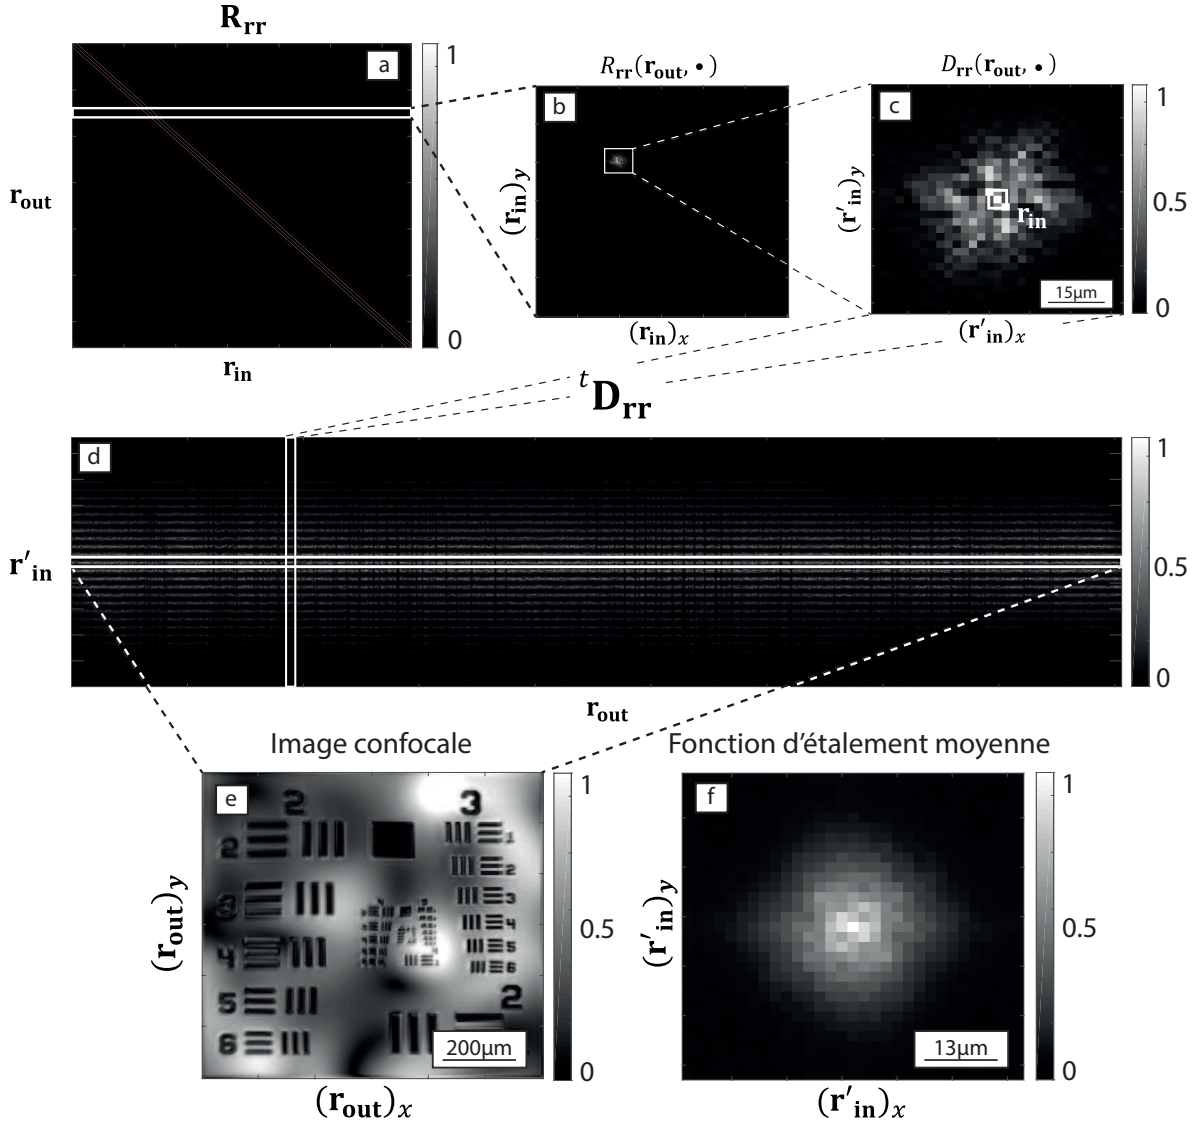 R_rr
a
1
0
r_out
r_in
R_rr(r_out, •)
b
(r_in)_y
(r_in)_x
D_rr(r_out, •)
c
1
0.5
0
(r'_in)_y
r_in
15µm
(r'_in)_x
t D_rr
d
1
0.5
0
r'_in
r_out
Image confocale
e
2
3
2
1
2
3
4
4
5
5
6
6
2
200µm
1
0.5
0
(r_out)_y
(r_out)_x
Fonction d'étalement moyenne
f
1
0.5
0
(r'_in)_y
13µm
(r'_in)_x